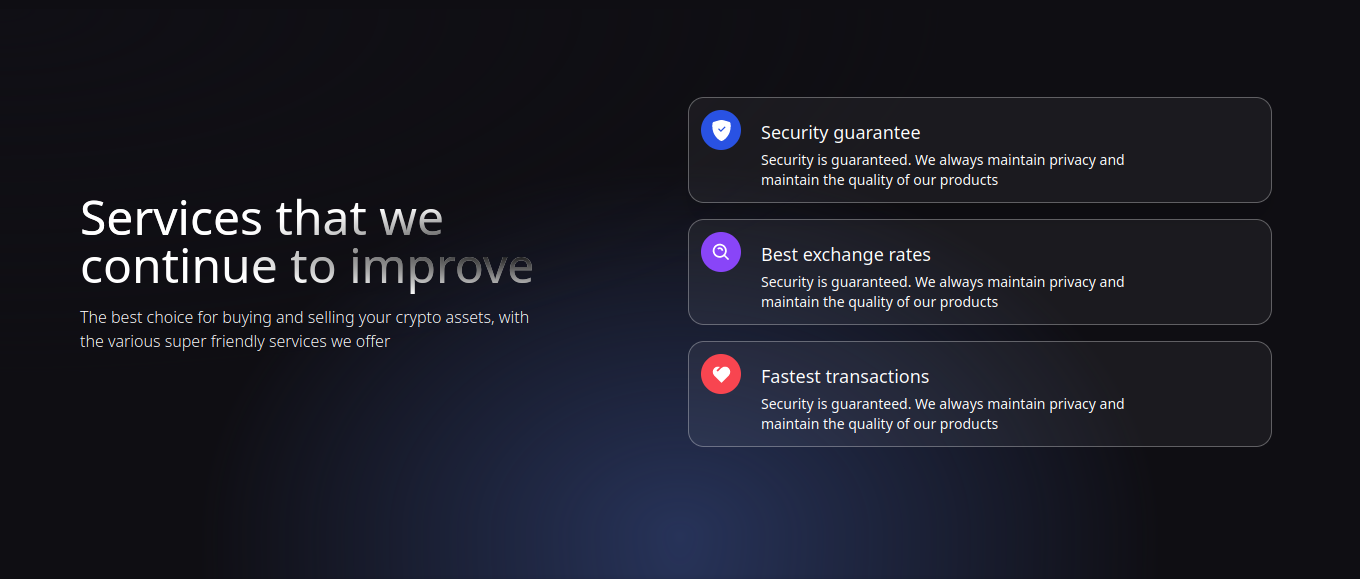 Services that we
continue to improve
The best choice for buying and selling your crypto assets, with
the various super friendly services we offer
Security guarantee
Security is guaranteed. We always maintain privacy and
maintain the quality of our products
Best exchange rates
Security is guaranteed. We always maintain privacy and
maintain the quality of our products
Fastest transactions
Security is guaranteed. We always maintain privacy and
maintain the quality of our products